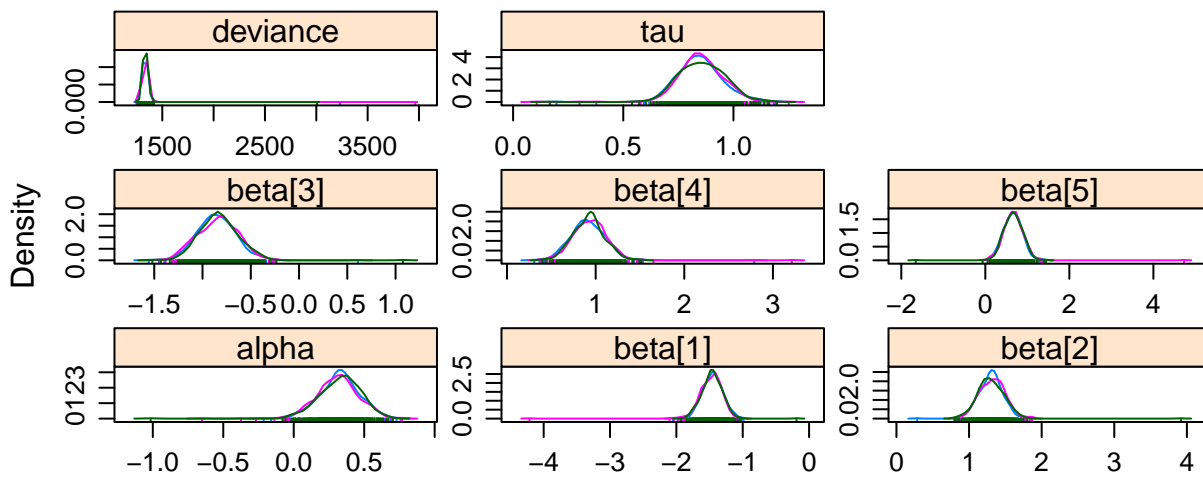 deviance tau
0.000
0 2 4
1500 2500 3500
0.0 0.5 1.0
beta[3] beta[4] beta[5]
0.0 2.0
0.0 2.0
0.0 1.5
−1.5 −0.5 0.0 0.5 1.0
1 2 3
−2 0 2 4
Density
alpha beta[1] beta[2]
0123
0.0 2.5
0.0 2.0
−1.0 −0.5 0.0 0.5
−4 −3 −2 −1 0
0 1 2 3 4